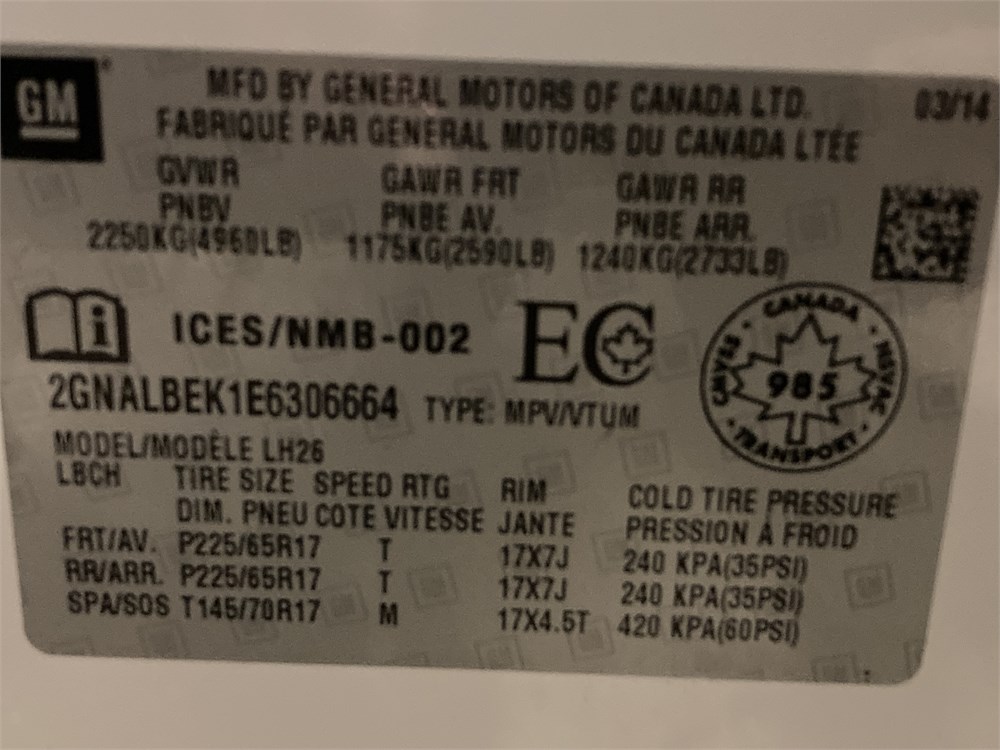 GM
MFD BY GENERAL MOTORS OF CANADA LTD. 03/14
FABRIQUÉ PAR GENERAL MOTORS DU CANADA LTÉE
GVWR GAWR FRT GAWR RR
PNBV PNBE AV. PNBE ARR.
2250KG(4960LB) 1175KG(2590LB) 1240KG(2733LB)
i ICES/NMB-002 EC
CANADA · NSVAC · TRANSPORT · CMVSS ·
985
2GNALBEK1E6306664 TYPE: MPV/VTUM
MODEL/MODÈLE LH26
LBCH TIRE SIZE SPEED RTG RIM COLD TIRE PRESSURE
DIM. PNEU COTE VITESSE JANTE PRESSION À FROID
FRT/AV. P225/65R17 T 17X7J 240 KPA(35PSI)
RR/ARR. P225/65R17 T 17X7J 240 KPA(35PSI)
SPA/SOS T145/70R17 M 17X4.5T 420 KPA(60PSI)